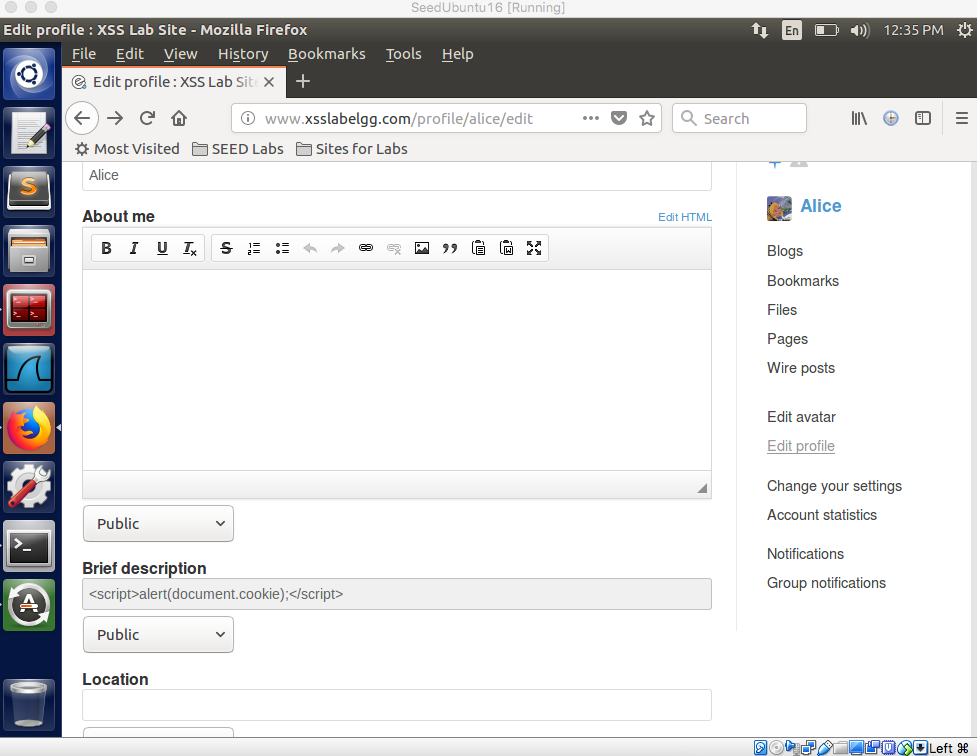 SeedUbuntu16 [Running]
Edit profile : XSS Lab Site - Mozilla Firefox
En
12:35 PM
File Edit View History Bookmarks Tools Help
Edit profile : XSS Lab Site
www.xsslabelgg.com/profile/alice/edit
Search
Most Visited SEED Labs Sites for Labs
Alice
About me
Edit HTML
B I U Tx S
Public
Brief description
<script>alert(document.cookie);</script>
Public
Location
Alice
Blogs
Bookmarks
Files
Pages
Wire posts
Edit avatar
Edit profile
Change your settings
Account statistics
Notifications
Group notifications
Left ⌘